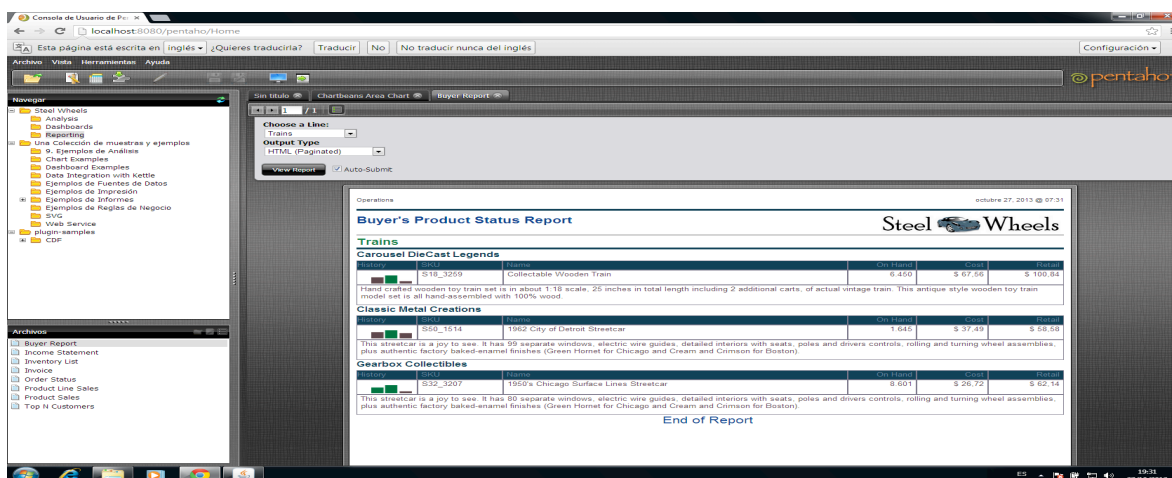 Consola de Usuario de Pe
localhost:8080/pentaho/Home
Esta página está escrita en inglés ¿Quieres traducirla? Traducir No No traducir nunca del inglés Configuración
Archivo Vista Herramientas Ayuda
pentaho
Navegar
Steel Wheels
Analysis
Dashboards
Reporting
Una Colección de muestras y ejemplos
9. Ejemplos de Análisis
Chart Examples
Dashboard Examples
Data Integration with Kettle
Ejemplos de Fuentes de Datos
Ejemplos de Impresión
Ejemplos de Informes
Ejemplos de Reglas de Negocio
SVG
Web Service
plugin-samples
CDF
Archivos
Buyer Report
Income Statement
Inventory List
Invoice
Order Status
Product Line Sales
Product Sales
Top N Customers
Sin título Chartbeans Area Chart Buyer Report
1 / 1
Choose a Line:
Trains
Output Type
HTML (Paginated)
View Report Auto-Submit
Operations octubre 27, 2013 @ 07:31
Buyer's Product Status Report
Steel Wheels
Trains
Carousel DieCast Legends
History SKU Name On Hand Cost Retail
S18_3259 Collectable Wooden Train 6.450 $ 67,56 $ 100,84
Hand crafted wooden toy train set is in about 1:18 scale, 25 inches in total length including 2 additional carts, of actual vintage train. This antique style wooden toy train
model set is all hand-assembled with 100% wood.
Classic Metal Creations
History SKU Name On Hand Cost Retail
S50_1514 1962 City of Detroit Streetcar 1.645 $ 37,49 $ 58,58
This streetcar is a joy to see. It has 99 separate windows, electric wire guides, detailed interiors with seats, poles and drivers controls, rolling and turning wheel assemblies,
plus authentic factory baked-enamel finishes (Green Hornet for Chicago and Cream and Crimson for Boston).
Gearbox Collectibles
History SKU Name On Hand Cost Retail
S32_3207 1950's Chicago Surface Lines Streetcar 8.601 $ 26,72 $ 62,14
This streetcar is a joy to see. It has 80 separate windows, electric wire guides, detailed interiors with seats, poles and drivers controls, rolling and turning wheel assemblies,
plus authentic factory baked-enamel finishes (Green Hornet for Chicago and Cream and Crimson for Boston).
End of Report
ES 19:31